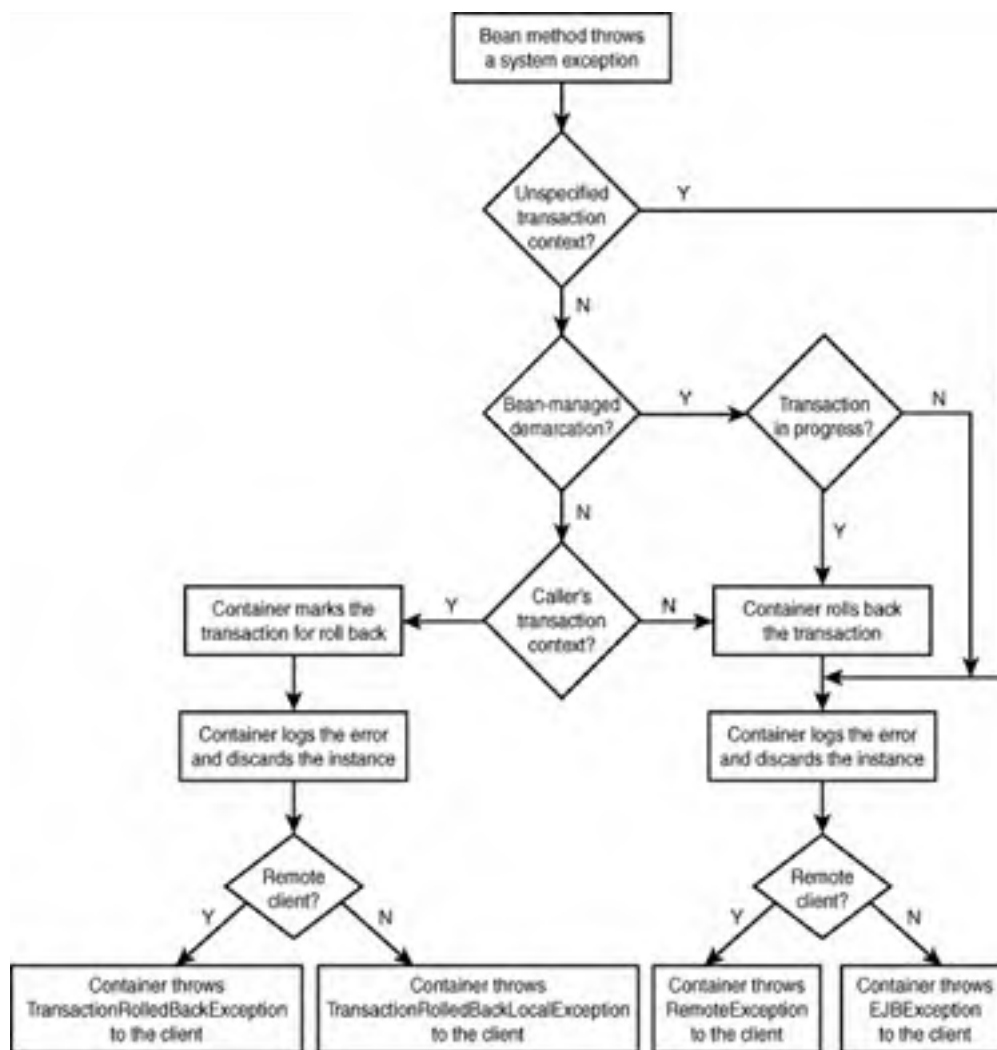 Bean method throws
a system exception
Unspecified
transaction
context?
Y
N
Bean-managed
demarcation?
Y
Transaction
in progress?
N
N
Y
Container marks the
transaction for roll back
Y
Caller's
transaction
context?
N
Container rolls back
the transaction
Container logs the error
and discards the instance
Container logs the error
and discards the instance
Remote
client?
Y
N
Remote
client?
Y
N
Container throws
TransactionRolledBackException
to the client
Container throws
TransactionRolledBackLocalException
to the client
Container throws
RemoteException
to the client
Container throws
EJBException
to the client